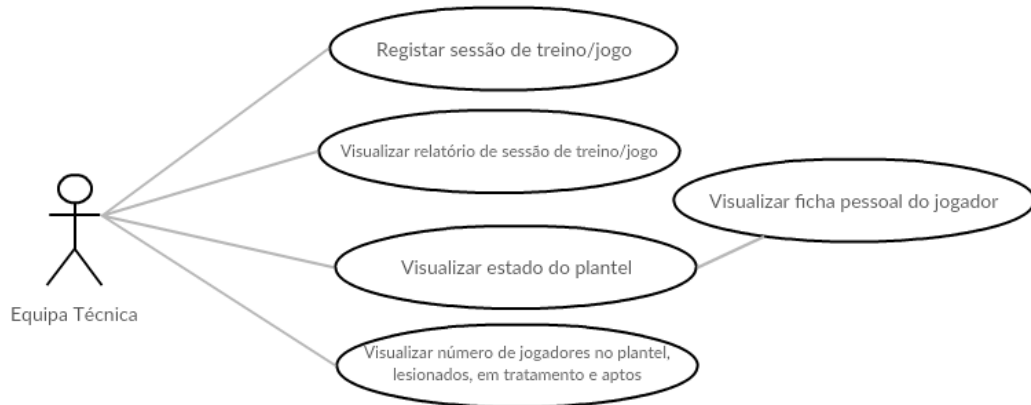 Registar sessão de treino/jogo
Visualizar relatório de sessão de treino/jogo
Visualizar ficha pessoal do jogador
Visualizar estado do plantel
Equipa Técnica
Visualizar número de jogadores no plantel,
lesionados, em tratamento e aptos